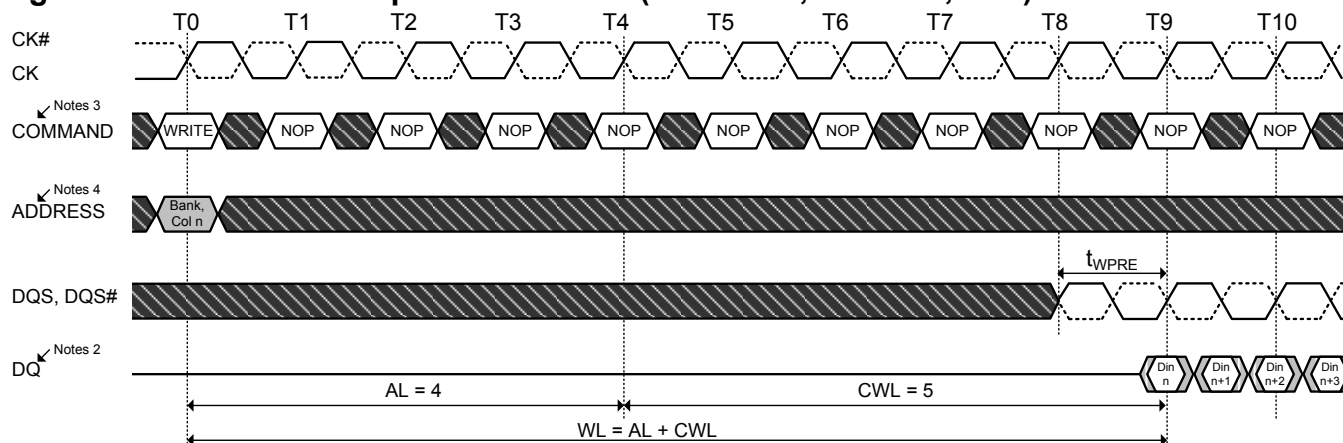 T0 T1 T2 T3 T4 T5 T6 T7 T8 T9 T10
CK#
CK
Notes 3
COMMAND WRITE NOP NOP NOP NOP NOP NOP NOP NOP NOP NOP
Notes 4
ADDRESS
Bank,
Col n
tWPRE
DQS, DQS#
Notes 2
DQ
Din
n
Din
n+1
Din
n+2
Din
n+3
AL = 4 CWL = 5
WL = AL + CWL